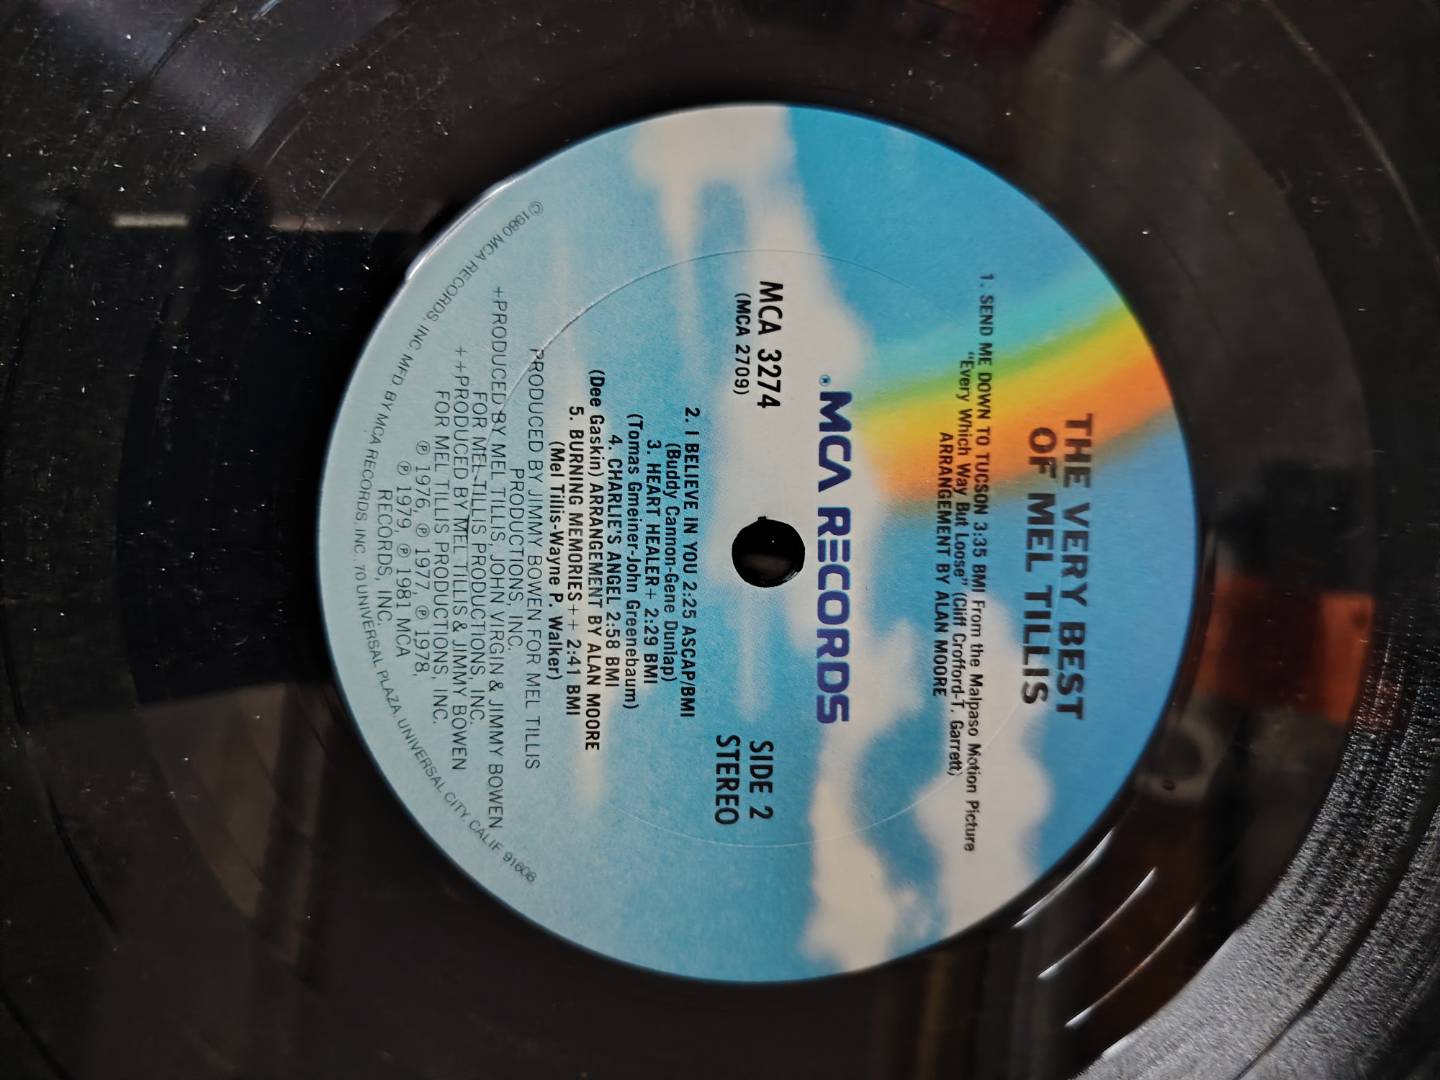 THE VERY BEST
OF MEL TILLIS
1. SEND ME DOWN TO TUCSON 3:35 BMI From the Malpaso Motion Picture
"Every Which Way But Loose" (Cliff Crofford-T. Garrett)
ARRANGEMENT BY ALAN MOORE
MCA RECORDS
®
MCA 3274
(MCA 2709)
SIDE 2
STEREO
2. I BELIEVE IN YOU 2:25 ASCAP/BMI
(Buddy Cannon-Gene Dunlap)
3. HEART HEALER+ 2:29 BMI
(Tomas Gmeiner-John Greenebaum)
4. CHARLIE'S ANGEL 2:58 BMI
(Dee Gaskin) ARRANGEMENT BY ALAN MOORE
5. BURNING MEMORIES++ 2:41 BMI
(Mel Tillis-Wayne P. Walker)
PRODUCED BY JIMMY BOWEN FOR MEL TILLIS
PRODUCTIONS, INC.
+PRODUCED BY MEL TILLIS, JOHN VIRGIN & JIMMY BOWEN
FOR MEL TILLIS PRODUCTIONS, INC.
++PRODUCED BY MEL TILLIS & JIMMY BOWEN
FOR MEL TILLIS PRODUCTIONS, INC.
℗ 1976, ℗ 1977, ℗ 1978,
℗ 1979, ℗ 1981 MCA
RECORDS, INC.
©1980 MCA RECORDS, INC. MFD BY MCA RECORDS, INC., 70 UNIVERSAL PLAZA, UNIVERSAL CITY, CALIF. 91608